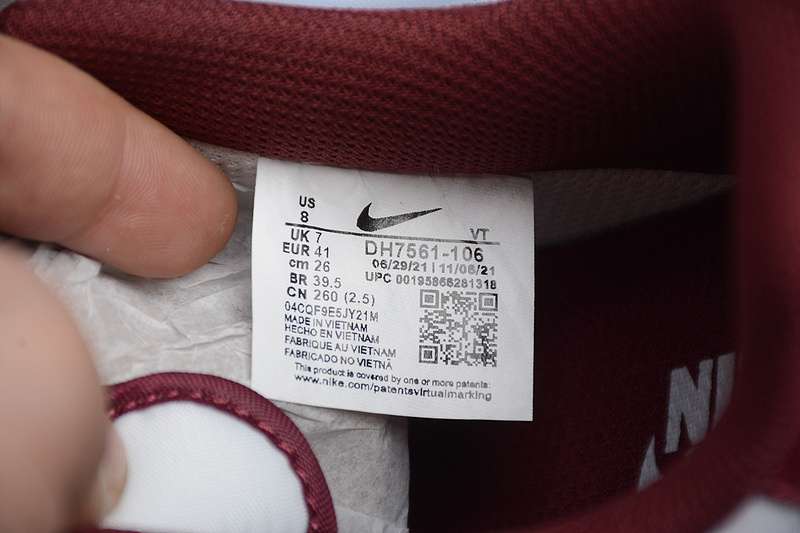 US
8
VT
UK 7
EUR 41
cm 26
BR 39.5
CN 260 (2.5)
DH7561-106
06/29/21 | 11/06/21
UPC 00195866281318
04CQF9E5JY21M
MADE IN VIETNAM
HECHO EN VIETNAM
FABRIQUE AU VIETNAM
FABRICADO NO VIETNÃ
This product is covered by one or more patents:
www.nike.com/patentsvirtualmarking